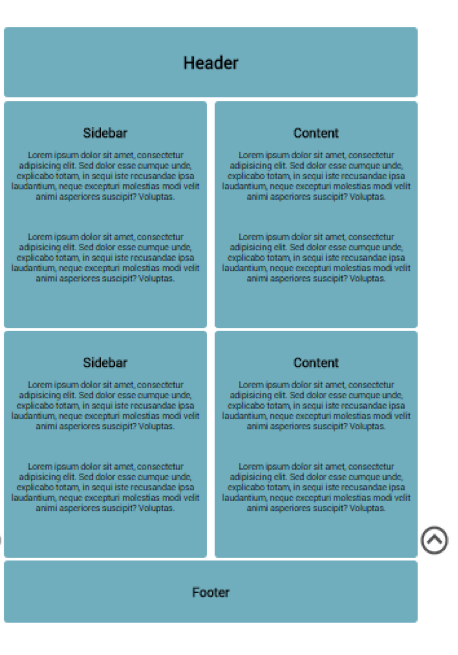 Header
Sidebar
Lorem ipsum dolor sit amet, consectetur
adipisicing elit. Sed dolor esse cumque unde,
explicabo totam, in sequi iste recusandae ipsa
laudantium, neque excepturi molestias modi velit
animi asperiores suscipit? Voluptas.
Lorem ipsum dolor sit amet, consectetur
adipisicing elit. Sed dolor esse cumque unde,
explicabo totam, in sequi iste recusandae ipsa
laudantium, neque excepturi molestias modi velit
animi asperiores suscipit? Voluptas.
Content
Lorem ipsum dolor sit amet, consectetur
adipisicing elit. Sed dolor esse cumque unde,
explicabo totam, in sequi iste recusandae ipsa
laudantium, neque excepturi molestias modi velit
animi asperiores suscipit? Voluptas.
Lorem ipsum dolor sit amet, consectetur
adipisicing elit. Sed dolor esse cumque unde,
explicabo totam, in sequi iste recusandae ipsa
laudantium, neque excepturi molestias modi velit
animi asperiores suscipit? Voluptas.
Sidebar
Lorem ipsum dolor sit amet, consectetur
adipisicing elit. Sed dolor esse cumque unde,
explicabo totam, in sequi iste recusandae ipsa
laudantium, neque excepturi molestias modi velit
animi asperiores suscipit? Voluptas.
Lorem ipsum dolor sit amet, consectetur
adipisicing elit. Sed dolor esse cumque unde,
explicabo totam, in sequi iste recusandae ipsa
laudantium, neque excepturi molestias modi velit
animi asperiores suscipit? Voluptas.
Content
Lorem ipsum dolor sit amet, consectetur
adipisicing elit. Sed dolor esse cumque unde,
explicabo totam, in sequi iste recusandae ipsa
laudantium, neque excepturi molestias modi velit
animi asperiores suscipit? Voluptas.
Lorem ipsum dolor sit amet, consectetur
adipisicing elit. Sed dolor esse cumque unde,
explicabo totam, in sequi iste recusandae ipsa
laudantium, neque excepturi molestias modi velit
animi asperiores suscipit? Voluptas.
Footer